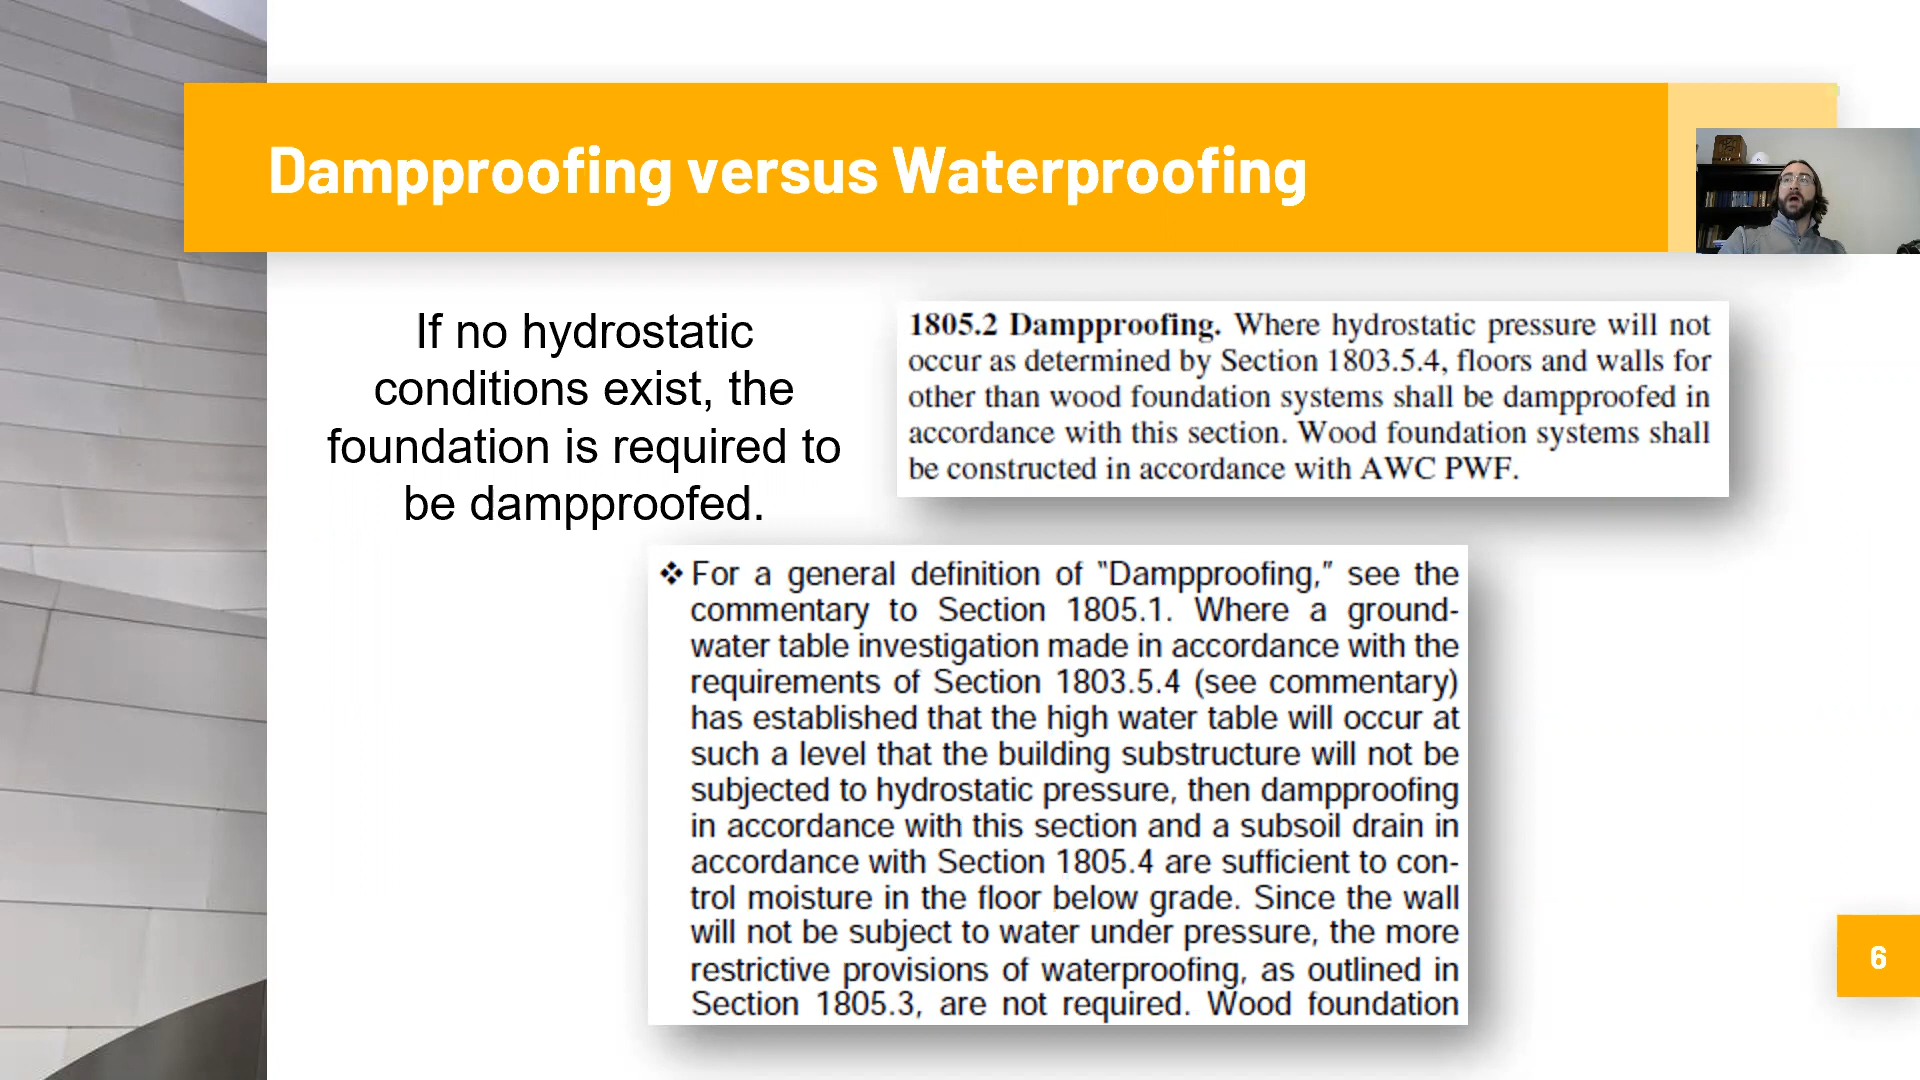 Dampproofing versus Waterproofing
If no hydrostatic
conditions exist, the
foundation is required to
be dampproofed.
1805.2 Dampproofing. Where hydrostatic pressure will not
occur as determined by Section 1803.5.4, floors and walls for
other than wood foundation systems shall be dampproofed in
accordance with this section. Wood foundation systems shall
be constructed in accordance with AWC PWF.
❖ For a general definition of "Dampproofing," see the
commentary to Section 1805.1. Where a ground-
water table investigation made in accordance with the
requirements of Section 1803.5.4 (see commentary)
has established that the high water table will occur at
such a level that the building substructure will not be
subjected to hydrostatic pressure, then dampproofing
in accordance with this section and a subsoil drain in
accordance with Section 1805.4 are sufficient to con-
trol moisture in the floor below grade. Since the wall
will not be subject to water under pressure, the more
restrictive provisions of waterproofing, as outlined in
Section 1805.3, are not required. Wood foundation
6